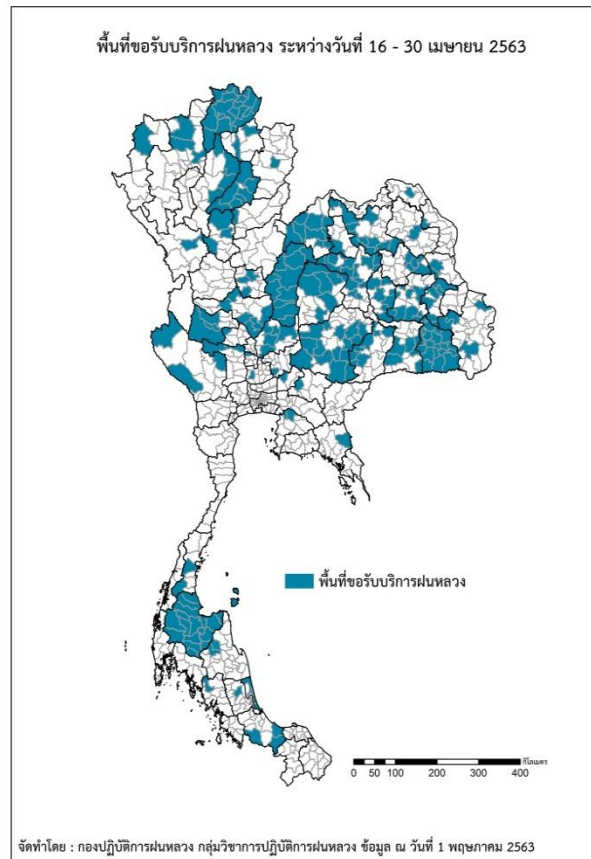 พื้นที่ขอรับบริการฝนหลวง ระหว่างวันที่ 16 - 30 เมษายน 2563
พื้นที่ขอรับบริการฝนหลวง
กิโลเมตร
0 50 100 200 300 400
จัดทำโดย : กองปฏิบัติการฝนหลวง กลุ่มวิชาการปฏิบัติการฝนหลวง ข้อมูล ณ วันที่ 1 พฤษภาคม 2563